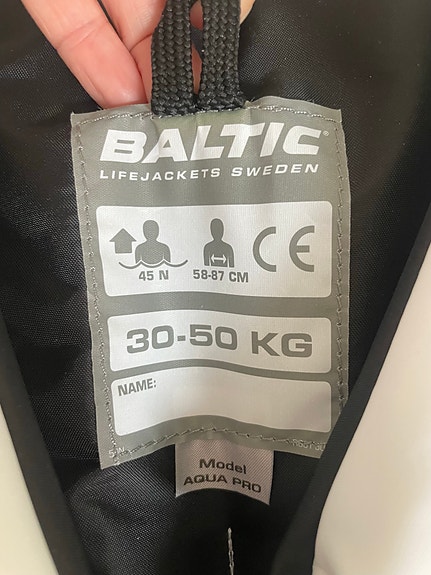 BALTIC®
LIFEJACKETS SWEDEN
45 N
58-87 CM
CE
30-50 KG
NAME:
Model
AQUA PRO